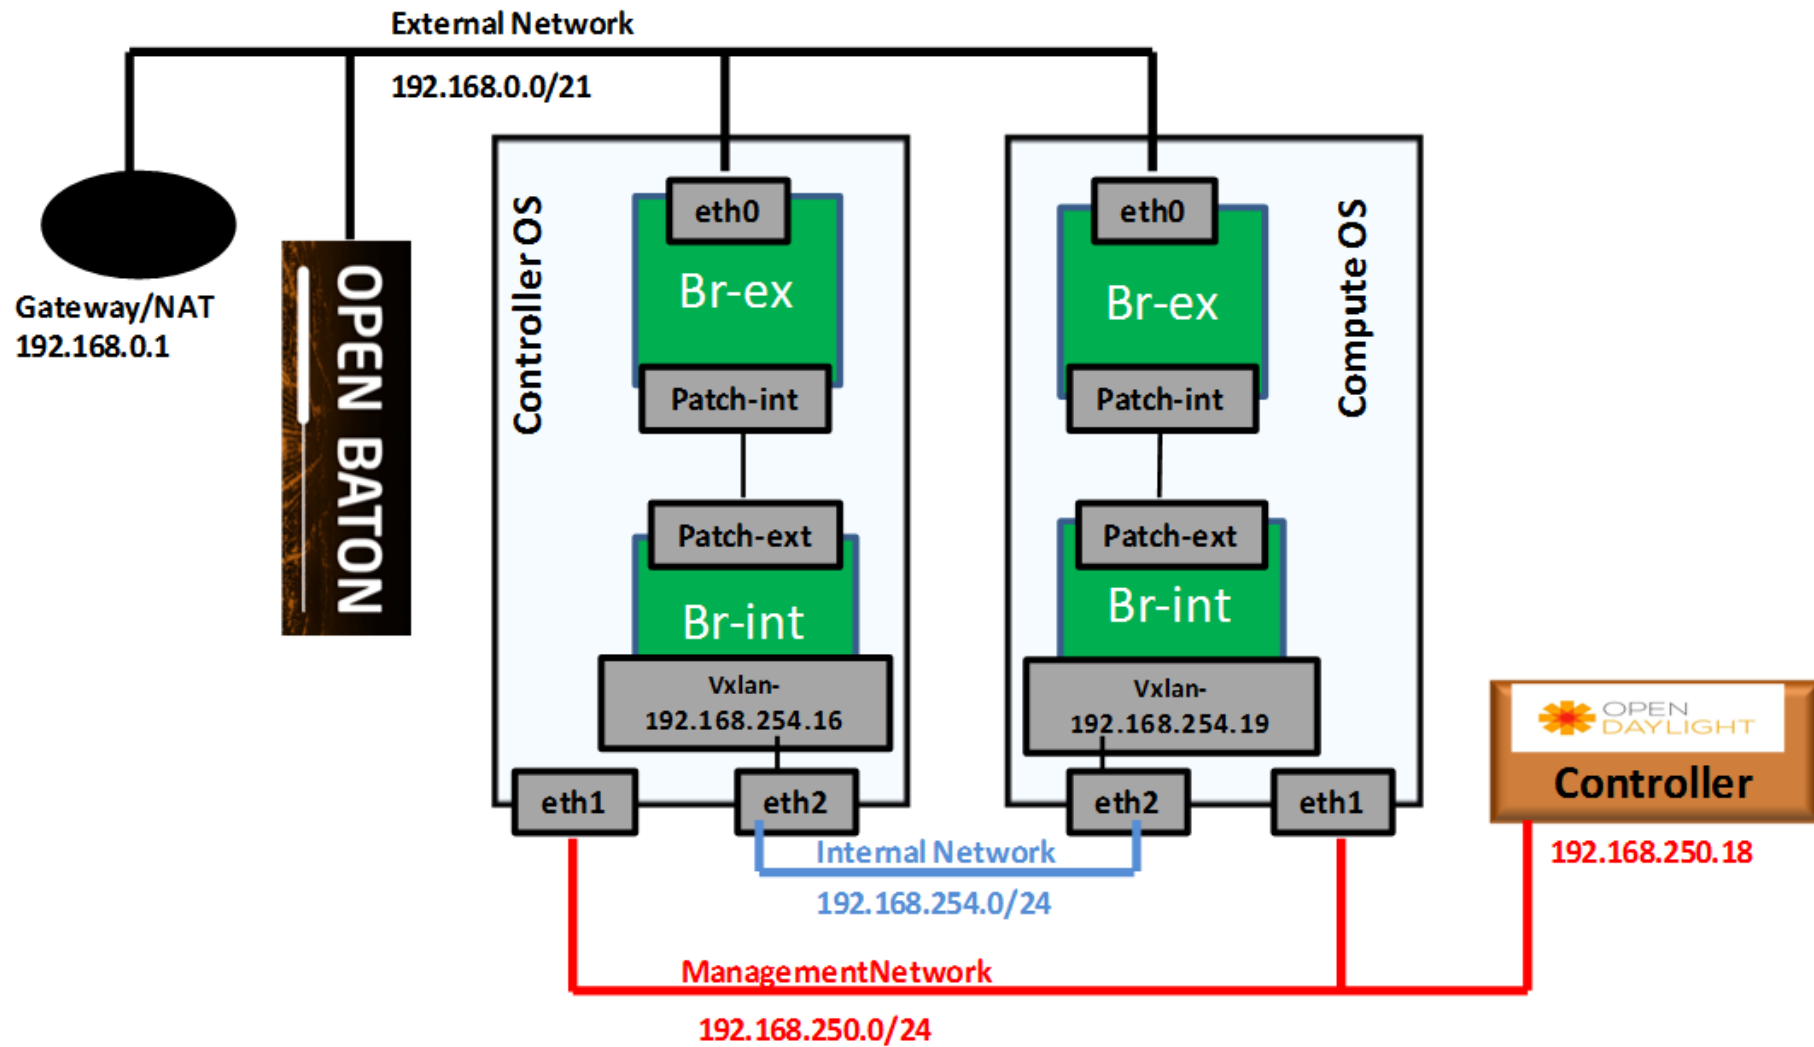 External Network
192.168.0.0/21
Gateway/NAT
192.168.0.1
OPEN BATON
Controller OS
eth0
Br-ex
Patch-int
Patch-ext
Br-int
Vxlan-
192.168.254.16
eth1
eth2
Compute OS
eth0
Br-ex
Patch-int
Patch-ext
Br-int
Vxlan-
192.168.254.19
eth2
eth1
OPEN
DAYLIGHT
Controller
192.168.250.18
Internal Network
192.168.254.0/24
ManagementNetwork
192.168.250.0/24